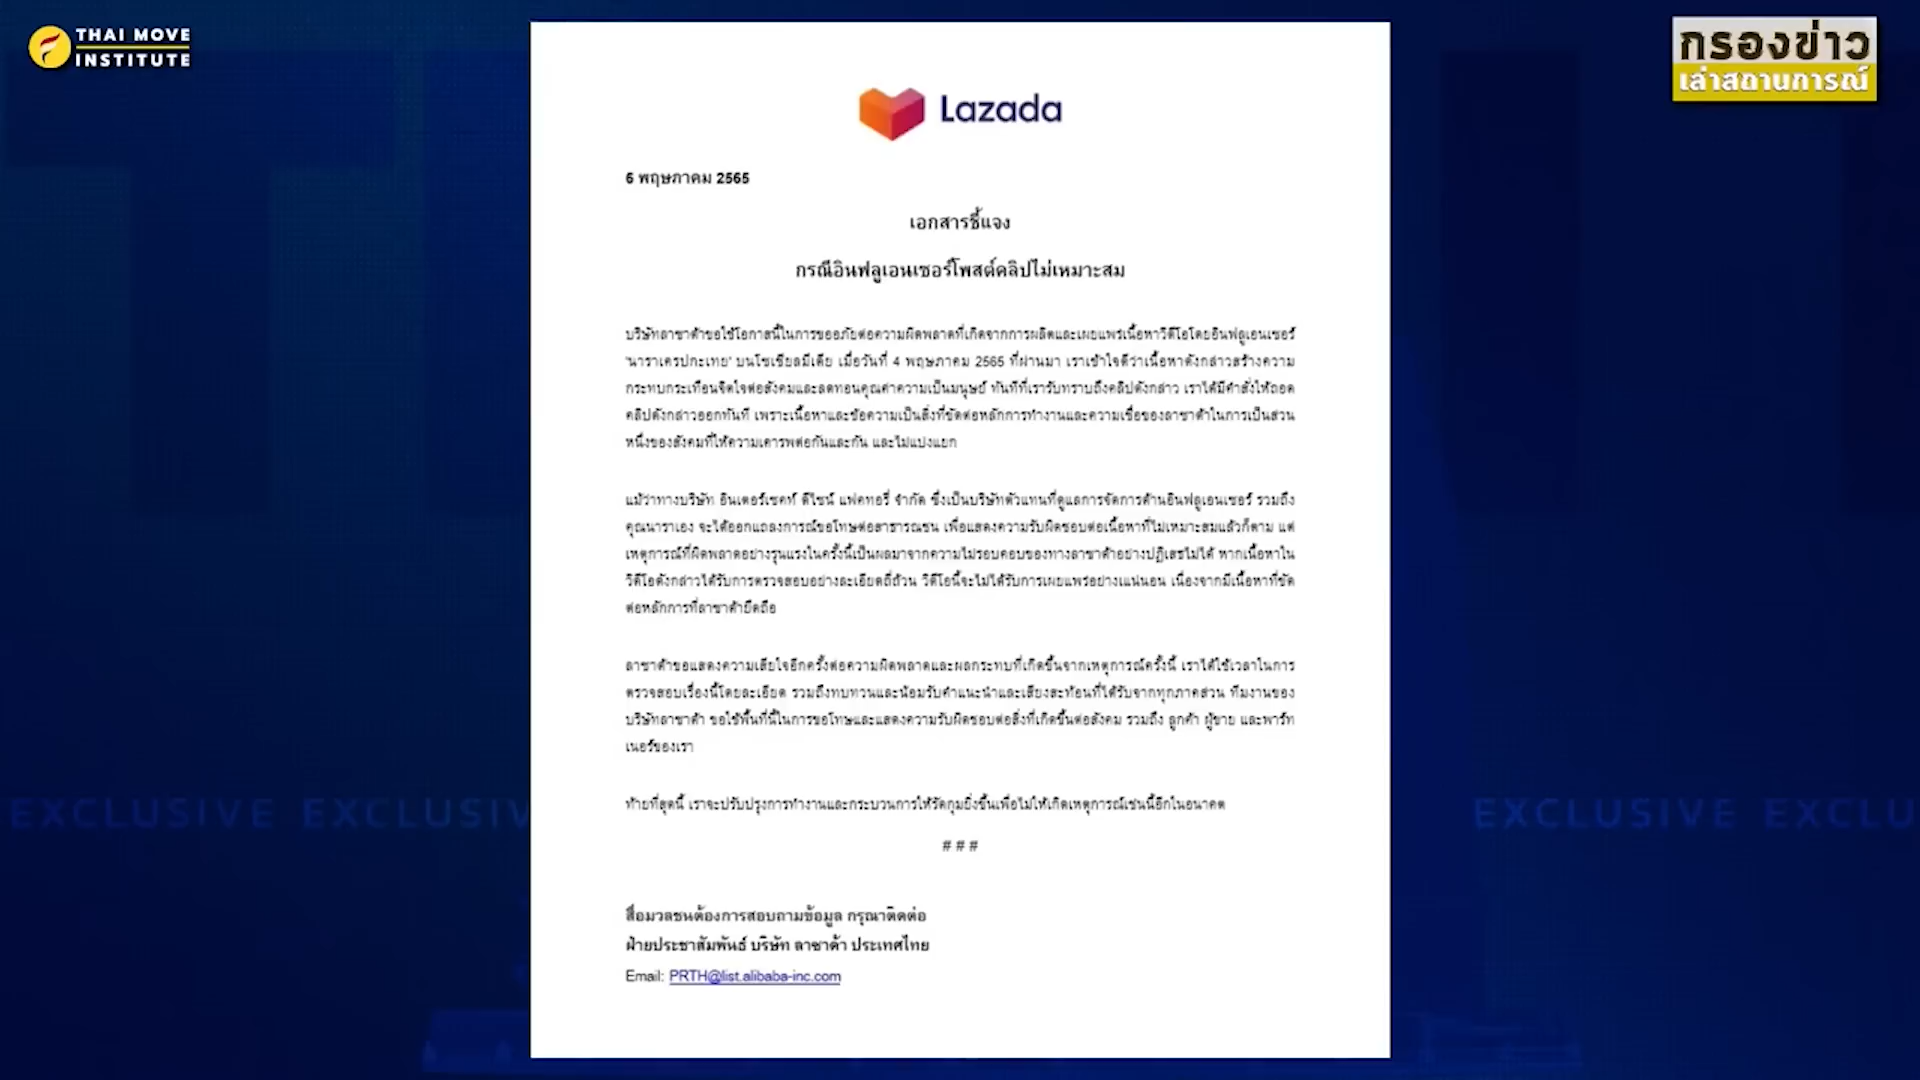 THAI MOVE
INSTITUTE
กรองข่าว
เล่าสถานการณ์
Lazada
6 พฤษภาคม 2565
เอกสารชี้แจง
กรณีอินฟลูเอนเซอร์โพสต์คลิปไม่เหมาะสม
บริษัทลาซาด้าขอใช้โอกาสนี้ในการขออภัยต่อความผิดพลาดที่เกิดจากการผลิตและเผยแพร่เนื้อหาวิดีโอโดยอินฟลูเอนเซอร์
'นาราเครปกะเทย' บนโซเชียลมีเดีย เมื่อวันที่ 4 พฤษภาคม 2565 ที่ผ่านมา เราเข้าใจดีว่าเนื้อหาดังกล่าวสร้างความ
กระทบกระเทือนจิตใจต่อสังคมและลดทอนคุณค่าความเป็นมนุษย์ ทันทีที่เรารับทราบถึงคลิปดังกล่าว เราได้มีคำสั่งให้ถอด
คลิปดังกล่าวออกทันที เพราะเนื้อหาและข้อความเป็นสิ่งที่ขัดต่อหลักการทำงานและความเชื่อของลาซาด้าในการเป็นส่วน
หนึ่งของสังคมที่ให้ความเคารพต่อกันและกัน และไม่แบ่งแยก
แม้ว่าทางบริษัท อินเตอร์เซคท์ ดีไซน์ แฟคทอรี่ จำกัด ซึ่งเป็นบริษัทตัวแทนที่ดูแลการจัดการด้านอินฟลูเอนเซอร์ รวมถึง
คุณนาราเอง จะได้ออกแถลงการณ์ขอโทษต่อสาธารณชน เพื่อแสดงความรับผิดชอบต่อเนื้อหาที่ไม่เหมาะสมแล้วก็ตาม แต่
เหตุการณ์ที่ผิดพลาดอย่างรุนแรงในครั้งนี้เป็นผลมาจากความไม่รอบคอบของทางลาซาด้าอย่างปฏิเสธไม่ได้ หากเนื้อหาใน
วิดีโอดังกล่าวได้รับการตรวจสอบอย่างละเอียดถี่ถ้วน วิดีโอนี้จะไม่ได้รับการเผยแพร่อย่างแน่นอน เนื่องจากมีเนื้อหาที่ขัด
ต่อหลักการที่ลาซาด้ายึดถือ
ลาซาด้าขอแสดงความเสียใจอีกครั้งต่อความผิดพลาดและผลกระทบที่เกิดขึ้นจากเหตุการณ์ครั้งนี้ เราได้ใช้เวลาในการ
ตรวจสอบเรื่องนี้โดยละเอียด รวมถึงทบทวนและน้อมรับคำแนะนำและเสียงสะท้อนที่ได้รับจากทุกภาคส่วน ทีมงานของ
บริษัทลาซาด้า ขอใช้พื้นที่นี้ในการขอโทษและแสดงความรับผิดชอบต่อสิ่งที่เกิดขึ้นต่อสังคม รวมถึง ลูกค้า ผู้ขาย และพาร์ท
เนอร์ของเรา
ท้ายที่สุดนี้ เราจะปรับปรุงการทำงานและกระบวนการให้รัดกุมยิ่งขึ้นเพื่อไม่ให้เกิดเหตุการณ์เช่นนี้อีกในอนาคต
# # #
สื่อมวลชนต้องการสอบถามข้อมูล กรุณาติดต่อ
ฝ่ายประชาสัมพันธ์ บริษัท ลาซาด้า ประเทศไทย
Email: PRTH@list.alibaba-inc.com
EXCLUSIVE EXCLUSIV
EXCLUSIVE EXCLU